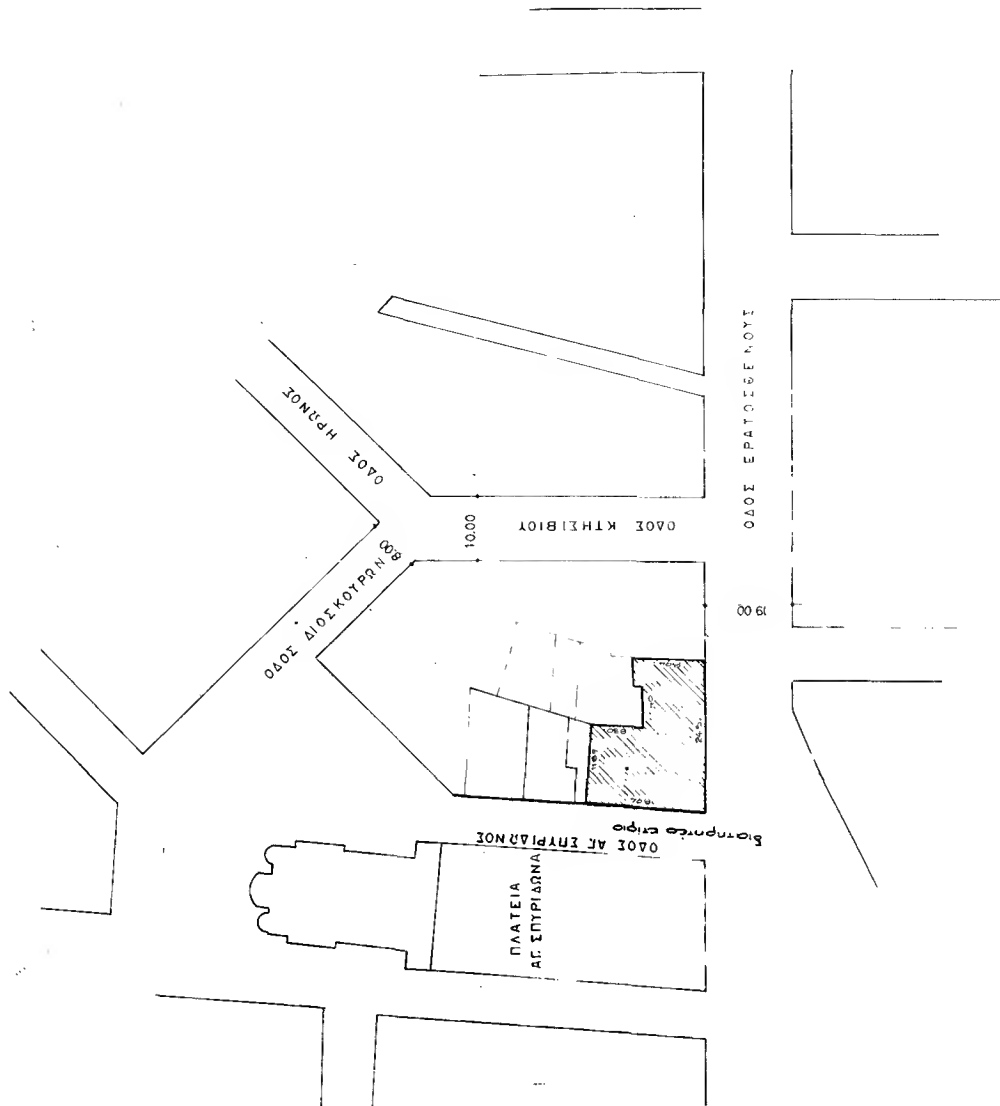 ΟΔΟΣ ΗΡΩΝΟΣ
ΟΔΟΣ ΕΡΑΤΟΣΘΕΝΟΥΣ
ΟΔΟΣ ΚΤΗΣΙΒΙΟΥ
10.00
8.00
ΟΔΟΣ ΔΙΟΣΚΟΥΡΩΝ
19.00
διατηρητέο κτίριο
ΟΔΟΣ ΑΓ. ΣΠΥΡΙΔΩΝΟΣ
ΠΛΑΤΕΙΑ
ΑΓ. ΣΠΥΡΙΔΩΝΑ